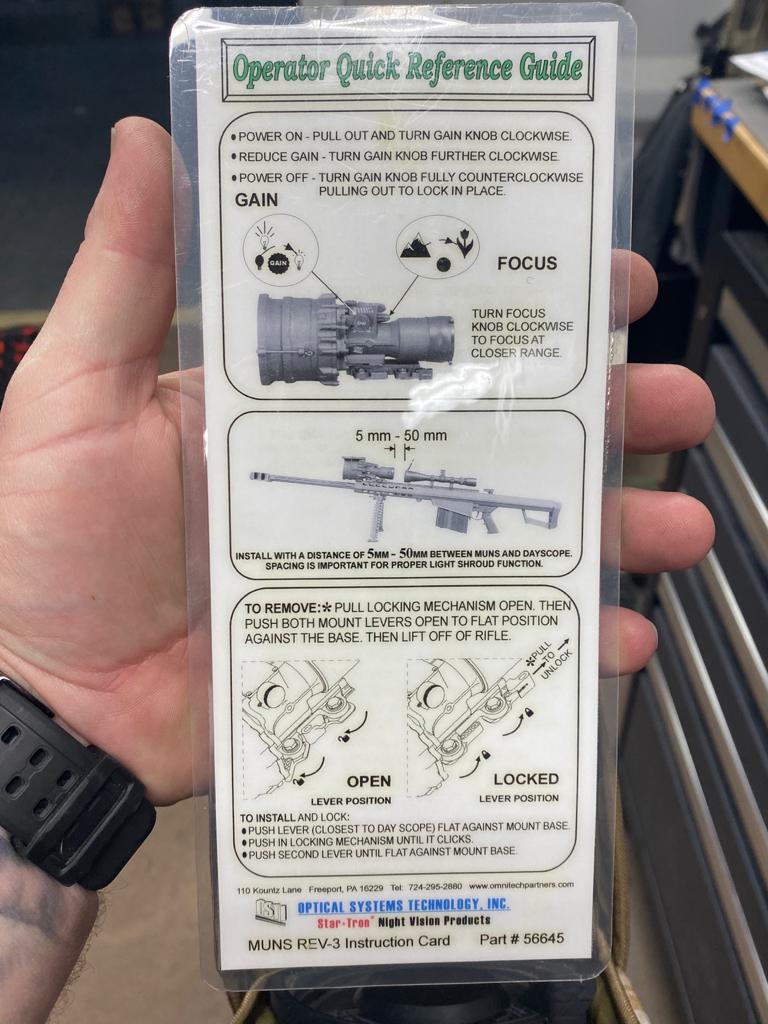 Operator Quick Reference Guide
• POWER ON - PULL OUT AND TURN GAIN KNOB CLOCKWISE.
• REDUCE GAIN - TURN GAIN KNOB FURTHER CLOCKWISE.
• POWER OFF - TURN GAIN KNOB FULLY COUNTERCLOCKWISE
PULLING OUT TO LOCK IN PLACE.
GAIN
GAIN
FOCUS
TURN FOCUS
KNOB CLOCKWISE
TO FOCUS AT
CLOSER RANGE.
5 mm - 50 mm
INSTALL WITH A DISTANCE OF 5MM - 50MM BETWEEN MUNS AND DAYSCOPE.
SPACING IS IMPORTANT FOR PROPER LIGHT SHROUD FUNCTION.
TO REMOVE:* PULL LOCKING MECHANISM OPEN. THEN
PUSH BOTH MOUNT LEVERS OPEN TO FLAT POSITION
AGAINST THE BASE. THEN LIFT OFF OF RIFLE.
*PULL
TO
UNLOCK
OPEN
LEVER POSITION
LOCKED
LEVER POSITION
TO INSTALL AND LOCK:
• PUSH LEVER (CLOSEST TO DAY SCOPE) FLAT AGAINST MOUNT BASE.
• PUSH IN LOCKING MECHANISM UNTIL IT CLICKS.
• PUSH SECOND LEVER UNTIL FLAT AGAINST MOUNT BASE.
110 Kountz Lane Freeport, PA 16229 Tel: 724-295-2880 www.omnitechpartners.com
OSTI OPTICAL SYSTEMS TECHNOLOGY, INC.
Star-Tron® Night Vision Products
MUNS REV-3 Instruction Card Part # 56645